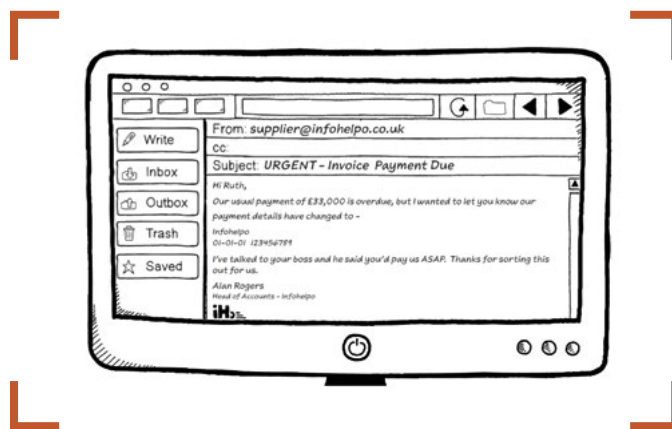 Write
Inbox
Outbox
Trash
Saved
From: supplier@infohelpo.co.uk
cc:
Subject: URGENT - Invoice Payment Due
Hi Ruth,
Our usual payment of £33,000 is overdue, but I wanted to let you know our
payment details have changed to -
Infohelpo
01-01-01 123456789
I've talked to your boss and he said you'd pay us ASAP. Thanks for sorting this
out for us.
Alan Rogers
Head of Accounts - Infohelpo
iH